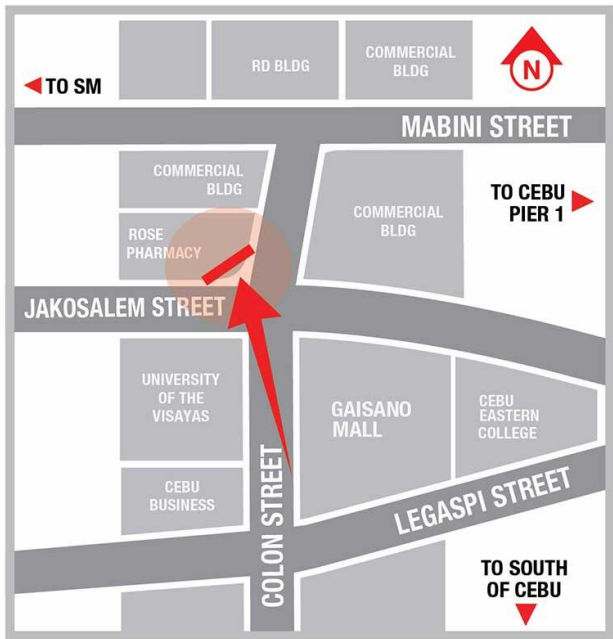 RD BLDG
COMMERCIAL
BLDG
N
TO SM
MABINI STREET
COMMERCIAL
BLDG
TO CEBU
PIER 1
COMMERCIAL
BLDG
ROSE
PHARMACY
JAKOSALEM STREET
UNIVERSITY
OF THE
VISAYAS
GAISANO
MALL
CEBU
EASTERN
COLLEGE
CEBU
BUSINESS
COLON STREET
LEGASPI STREET
TO SOUTH
OF CEBU